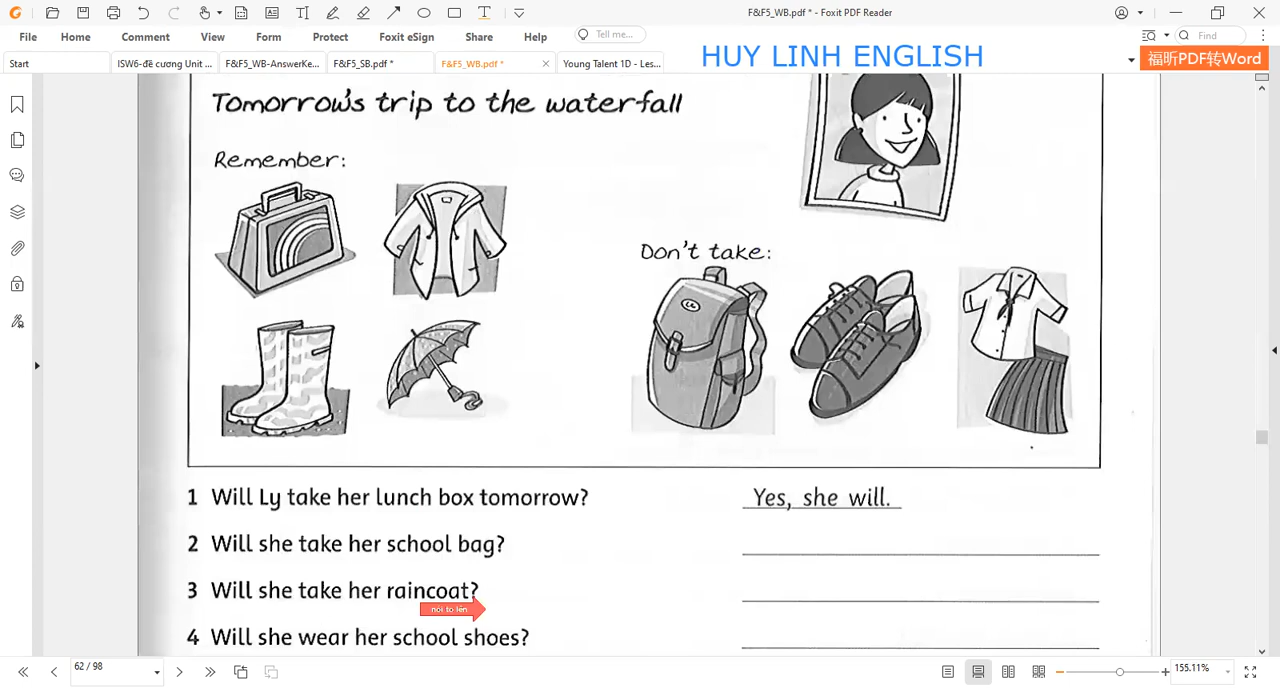 F&F5_WB.pdf * - Foxit PDF Reader
File Home Comment View Form Protect Foxit eSign Share Help Tell me... Find
Start ISW6-đề cương Unit ... F&F5_WB-AnswerKe... F&F5_SB.pdf * F&F5_WB.pdf * Young Talent 1D - Les...
HUY LINH ENGLISH
福昕PDF转Word
Tomorrow's trip to the waterfall
Remember:
Don't take:
1 Will Ly take her lunch box tomorrow? Yes, she will.
2 Will she take her school bag?
3 Will she take her raincoat?
nói to lên
4 Will she wear her school shoes?
62 / 98
155.11%